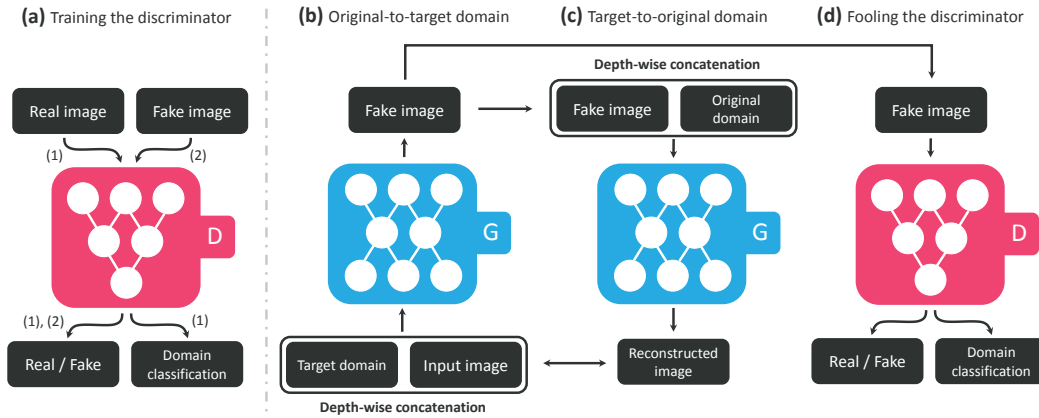 (a) Training the discriminator
(b) Original-to-target domain
(c) Target-to-original domain
(d) Fooling the discriminator
Real image
Fake image
(1)
(2)
D
(1), (2)
(1)
Real / Fake
Domain
classification
Fake image
G
Target domain
Input image
Depth-wise concatenation
Depth-wise concatenation
Fake image
Original
domain
G
Reconstructed
image
Fake image
D
Real / Fake
Domain
classification